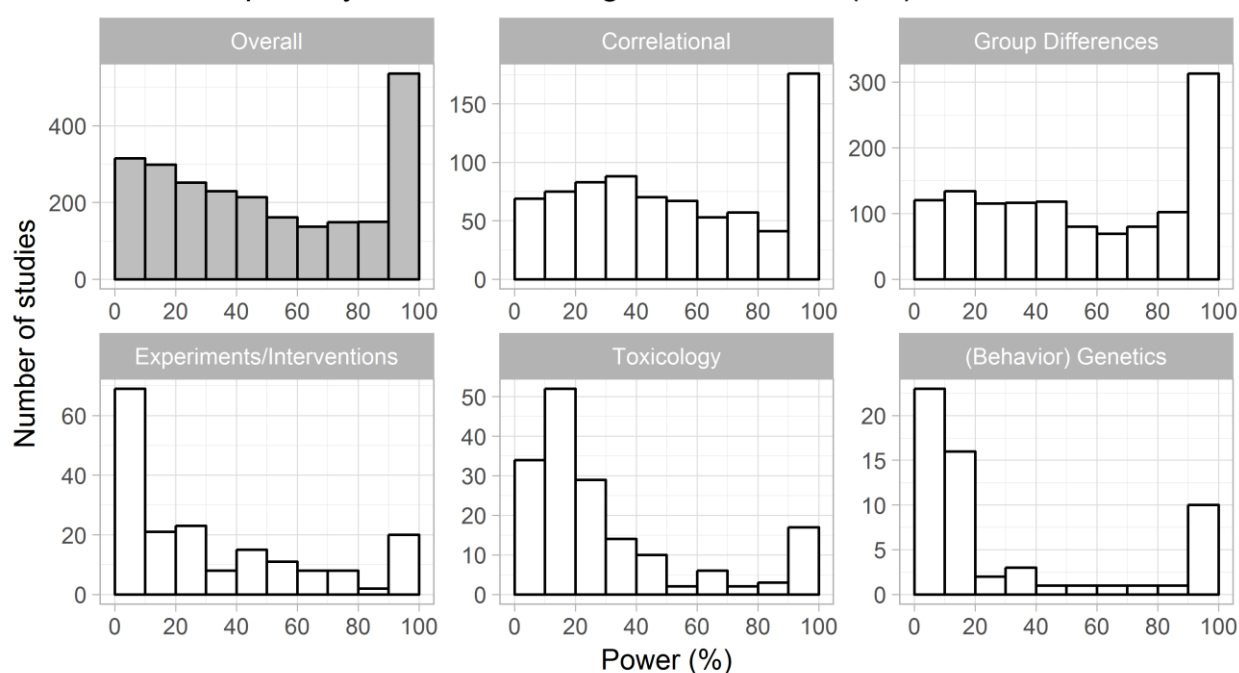 Overall
Correlational
Group Differences
400
200
0
150
100
50
0
300
200
100
0
0 20 40 60 80 100
0 20 40 60 80 100
0 20 40 60 80 100
Number of studies
Experiments/Interventions
Toxicology
(Behavior) Genetics
60
40
20
0
50
40
30
20
10
0
20
15
10
5
0
0 20 40 60 80 100
0 20 40 60 80 100
0 20 40 60 80 100
Power (%)